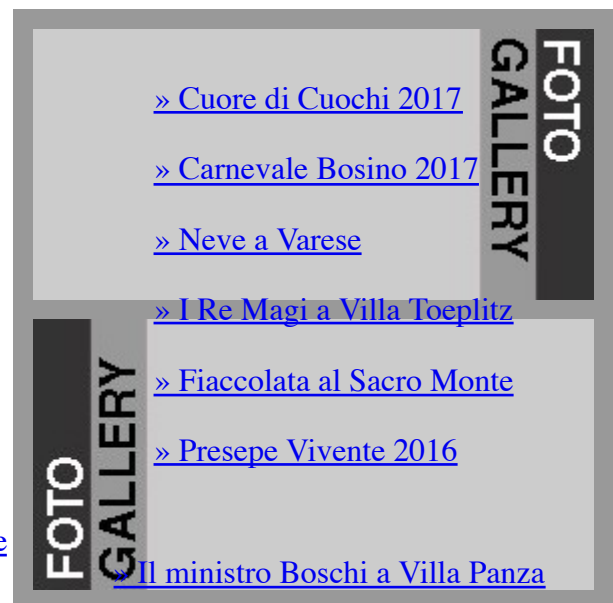 FOTO
GALLERY
» Cuore di Cuochi 2017
» Carnevale Bosino 2017
» Neve a Varese
» I Re Magi a Villa Toeplitz
» Fiaccolata al Sacro Monte
» Presepe Vivente 2016
FOTO
GALLERY
e
» Il ministro Boschi a Villa Panza